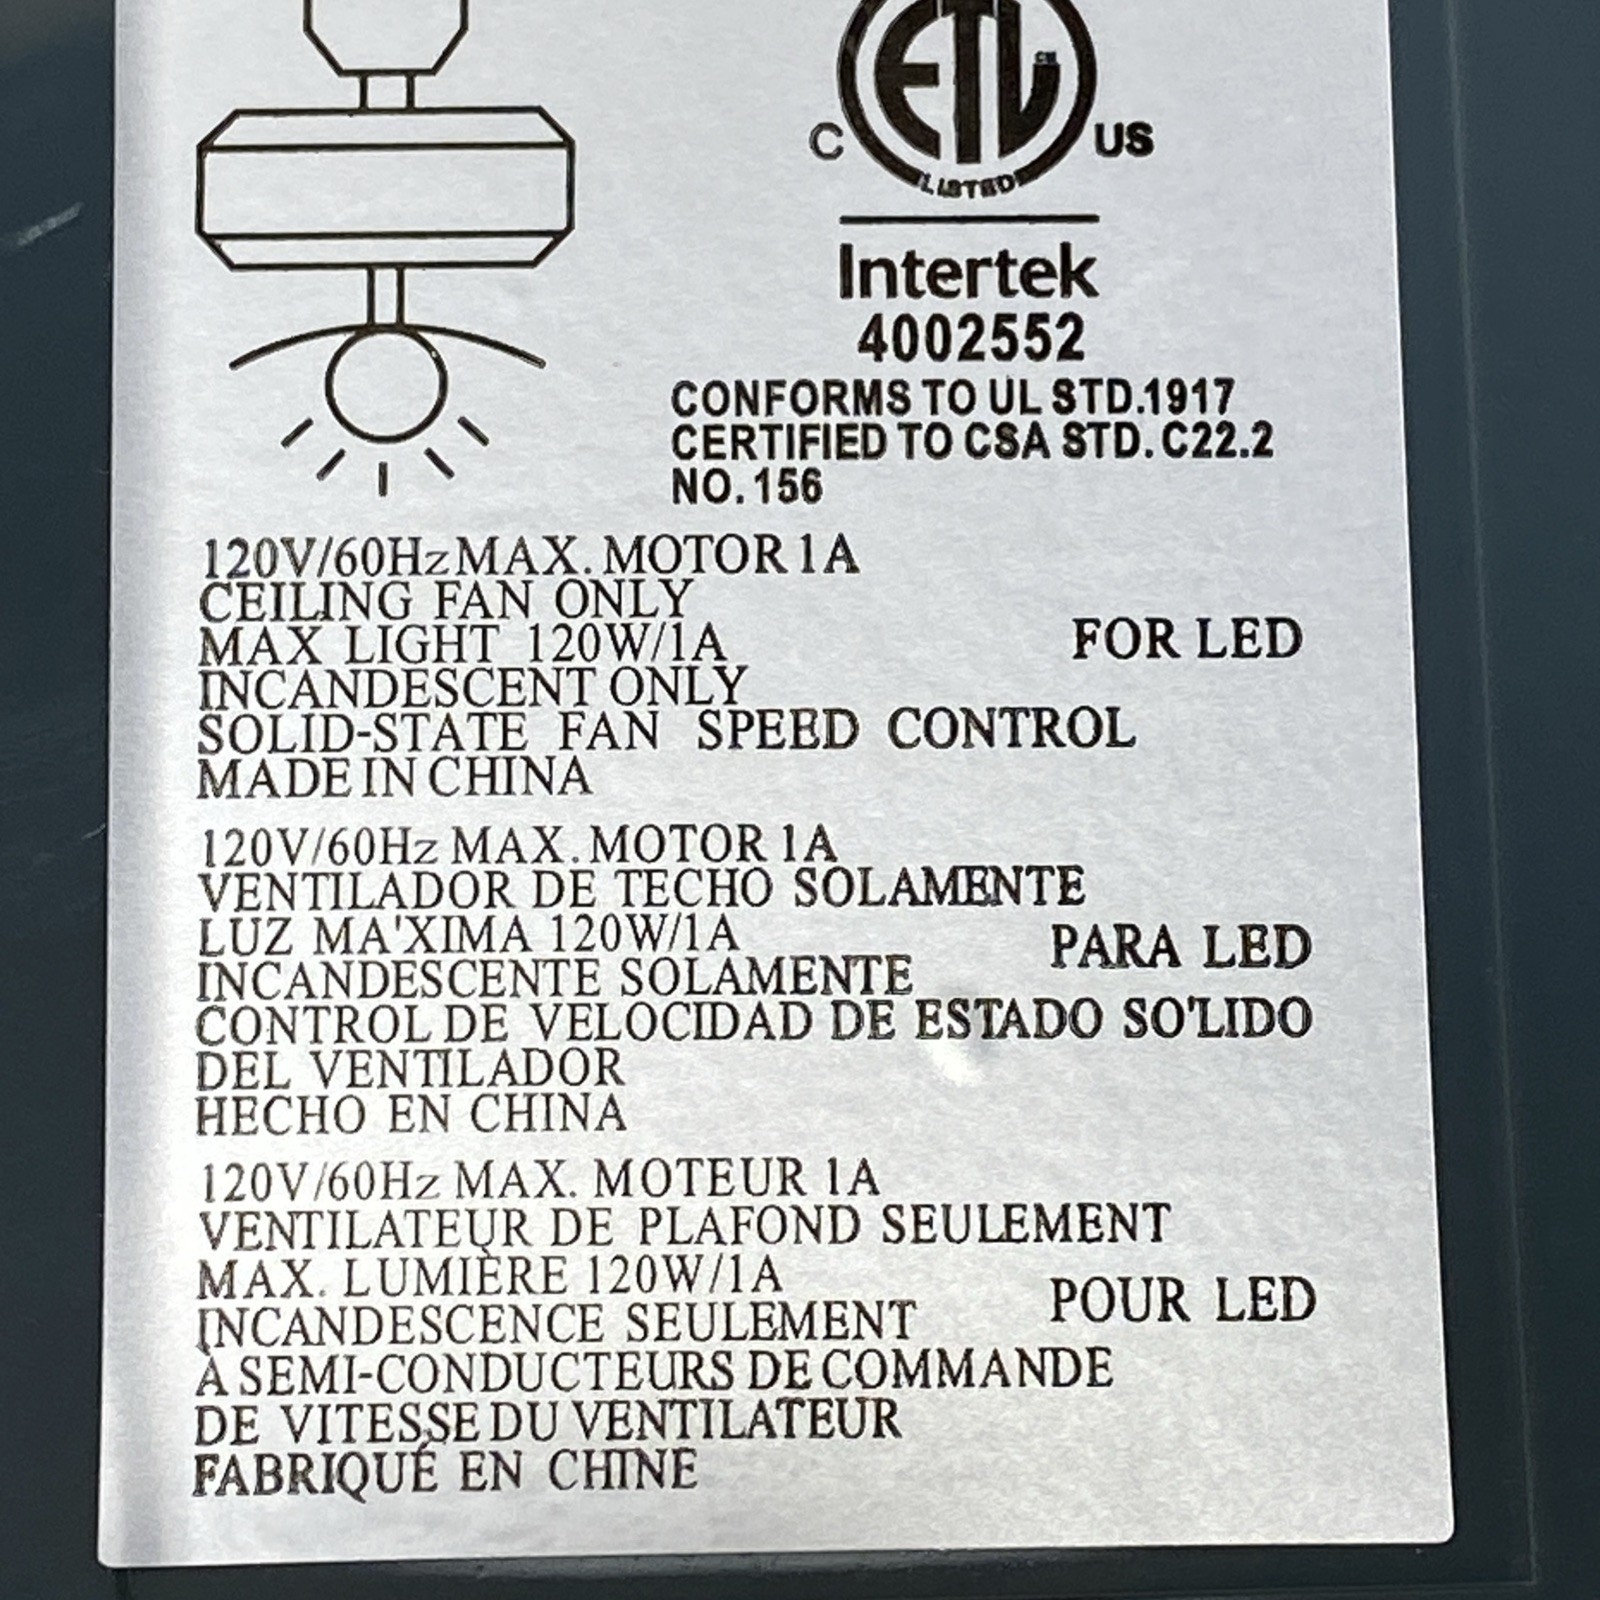 ETL CM
C US
LISTED
Intertek
4002552
CONFORMS TO UL STD.1917
CERTIFIED TO CSA STD. C22.2
NO. 156
120V/60Hz MAX. MOTOR 1A
CEILING FAN ONLY
MAX LIGHT 120W/1A
FOR LED
INCANDESCENT ONLY
SOLID-STATE FAN SPEED CONTROL
MADE IN CHINA
120V/60Hz MAX. MOTOR 1A
VENTILADOR DE TECHO SOLAMENTE
LUZ MA'XIMA 120W/1A
PARA LED
INCANDESCENTE SOLAMENTE
CONTROL DE VELOCIDAD DE ESTADO SO'LIDO
DEL VENTILADOR
HECHO EN CHINA
120V/60Hz MAX. MOTEUR 1A
VENTILATEUR DE PLAFOND SEULEMENT
MAX. LUMIÈRE 120W/1A
POUR LED
INCANDESCENCE SEULEMENT
À SEMI-CONDUCTEURS DE COMMANDE
DE VITESSE DU VENTILATEUR
FABRIQUÉ EN CHINE